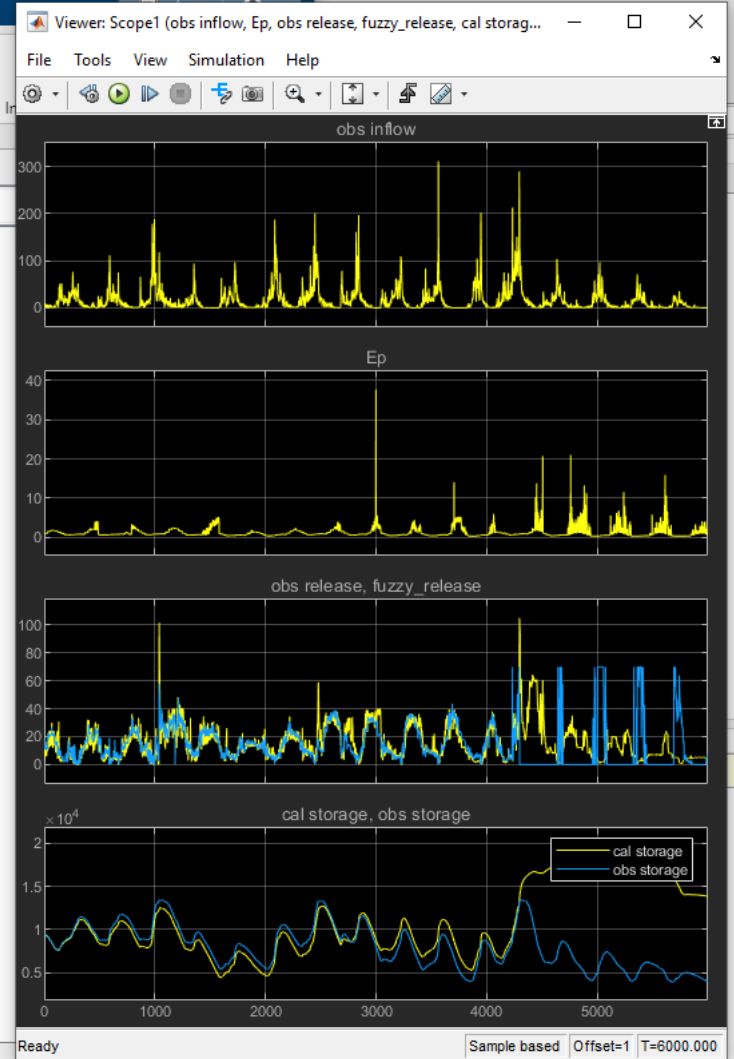 Viewer: Scope1 (obs inflow, Ep, obs release, fuzzy_release, cal storag...
File Tools View Simulation Help
obs inflow
300
200
100
0
Ep
40
30
20
10
0
obs release, fuzzy_release
100
80
60
40
20
0
×10⁴
cal storage, obs storage
2
cal storage
1.5
obs storage
1
0.5
0 1000 2000 3000 4000 5000
Ready Sample based Offset=1 T=6000.000